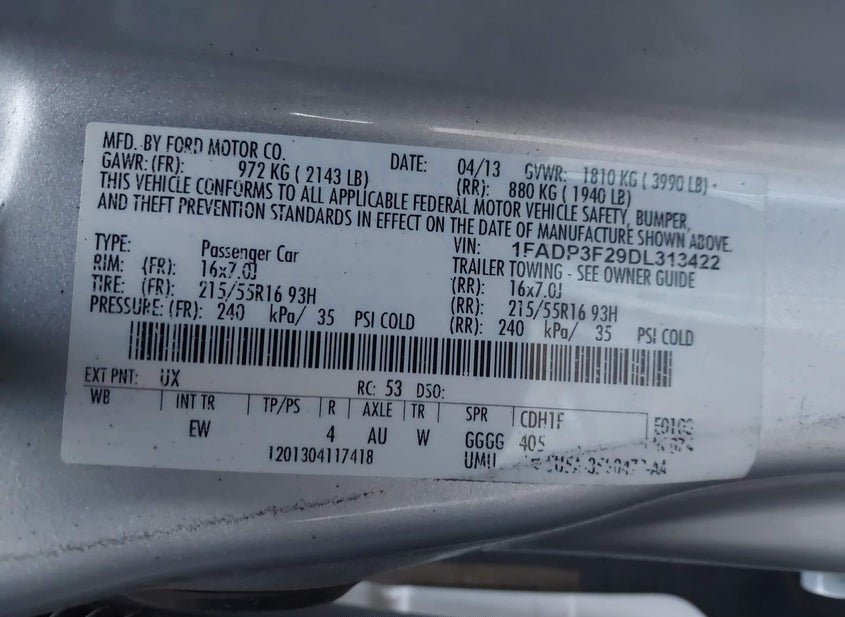 MFD. BY FORD MOTOR CO. DATE: 04/13 GVWR: 1810 KG ( 3990 LB) -
GAWR: (FR): 972 KG ( 2143 LB) (RR): 880 KG ( 1940 LB)
THIS VEHICLE CONFORMS TO ALL APPLICABLE FEDERAL MOTOR VEHICLE SAFETY, BUMPER,
AND THEFT PREVENTION STANDARDS IN EFFECT ON THE DATE OF MANUFACTURE SHOWN ABOVE.
VIN: 1FADP3F29DL313422
TYPE: Passenger Car TRAILER TOWING - SEE OWNER GUIDE
RIM: (FR): 16x7.0J (RR): 16x7.0J
TIRE: (FR): 215/55R16 93H (RR): 215/55R16 93H
PRESSURE: (FR): 240 kPa/ 35 PSI COLD (RR): 240 kPa/ 35 PSI COLD
EXT PNT: UX RC: 53 DSO:
WB INT TR TP/PS R AXLE TR SPR CDH1F
EW 4 AU W GGGG 405
1201304117418 UMIL